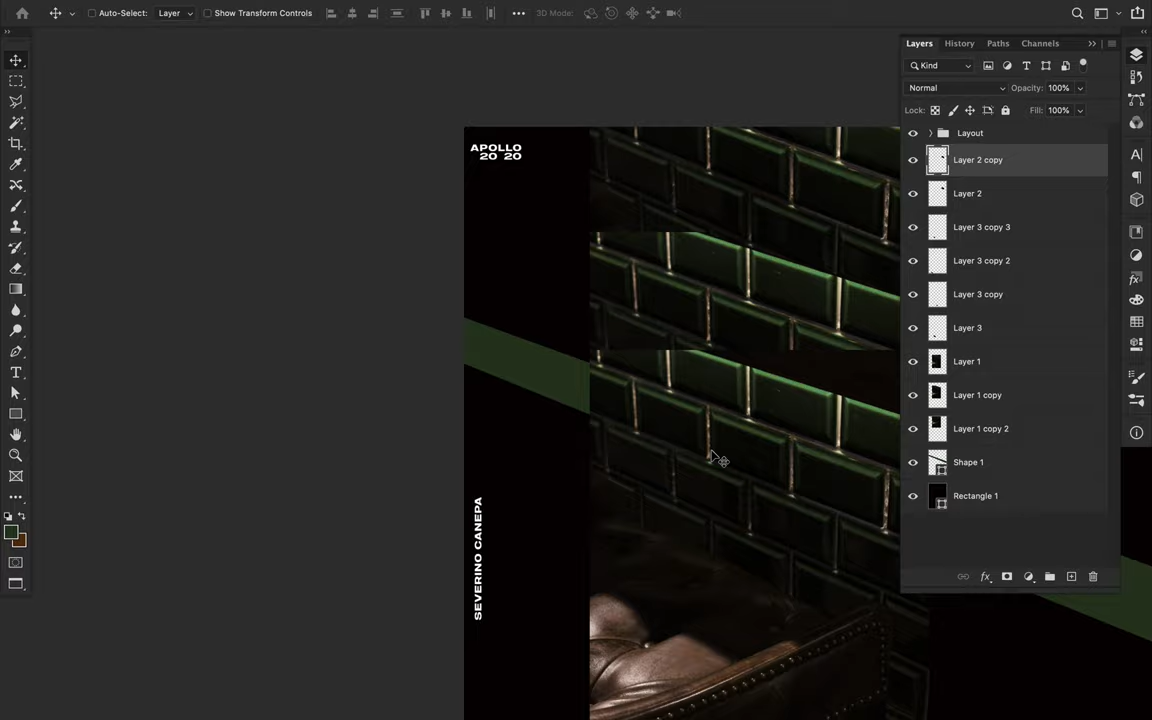 Auto-Select: Layer Show Transform Controls 3D Mode:
Layers History Paths Channels
Kind
Normal Opacity: 100%
Lock: Fill: 100%
Layout
Layer 2 copy
Layer 2
Layer 3 copy 3
Layer 3 copy 2
Layer 3 copy
Layer 3
Layer 1
Layer 1 copy
Layer 1 copy 2
Shape 1
Rectangle 1
APOLLO
20 20
SEVERINO CANEPA